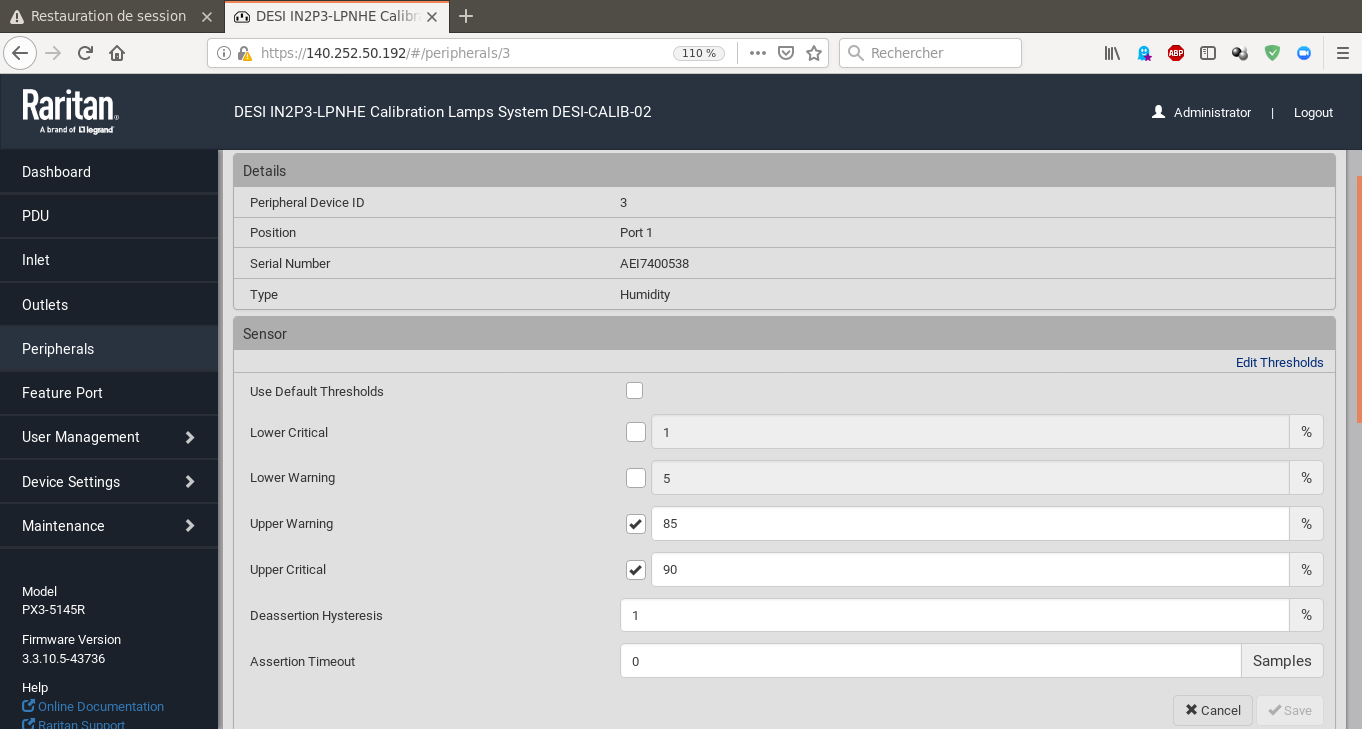 Restauration de session
DESI IN2P3-LPNHE Calibr
https://140.252.50.192/#/peripherals/3
110 %
Rechercher
ABP
Raritan.
A brand of legrand
DESI IN2P3-LPNHE Calibration Lamps System DESI-CALIB-02
Administrator | Logout
Dashboard
PDU
Inlet
Outlets
Peripherals
Feature Port
User Management
Device Settings
Maintenance
Model
PX3-5145R
Firmware Version
3.3.10.5-43736
Help
Online Documentation
Raritan Support
Details
Peripheral Device ID 3
Position Port 1
Serial Number AEI7400538
Type Humidity
Sensor
Edit Thresholds
Use Default Thresholds
Lower Critical 1 %
Lower Warning 5 %
Upper Warning 85 %
Upper Critical 90 %
Deassertion Hysteresis 1 %
Assertion Timeout 0 Samples
Cancel Save